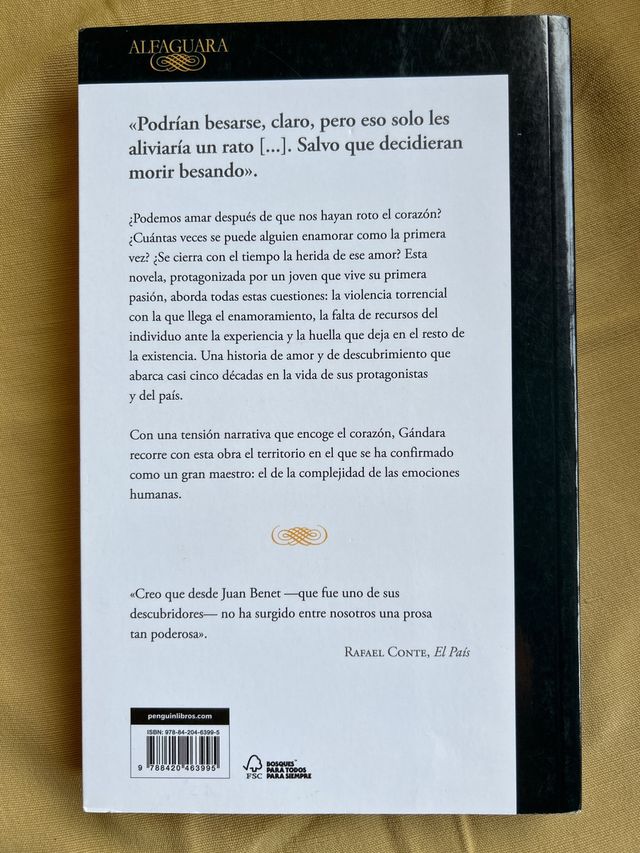 ALFAGUARA
«Podrían besarse, claro, pero eso solo les
aliviaría un rato [...]. Salvo que decidieran
morir besando».
¿Podemos amar después de que nos hayan roto el corazón?
¿Cuántas veces se puede alguien enamorar como la primera
vez? ¿Se cierra con el tiempo la herida de ese amor? Esta
novela, protagonizada por un joven que vive su primera
pasión, aborda todas estas cuestiones: la violencia torrencial
con la que llega el enamoramiento, la falta de recursos del
individuo ante la experiencia y la huella que deja en el resto de
la existencia. Una historia de amor y de descubrimiento que
abarca casi cinco décadas en la vida de sus protagonistas
y del país.
Con una tensión narrativa que encoge el corazón, Gándara
recorre con esta obra el territorio en el que se ha confirmado
como un gran maestro: el de la complejidad de las emociones
humanas.
«Creo que desde Juan Benet —que fue uno de sus
descubridores— no ha surgido entre nosotros una prosa
tan poderosa».
RAFAEL CONTE, El País
penguinlibros.com
ISBN: 978-84-204-6399-5
9 788420 463995
FSC
BOSQUES™
PARA TODOS
PARA SIEMPRE